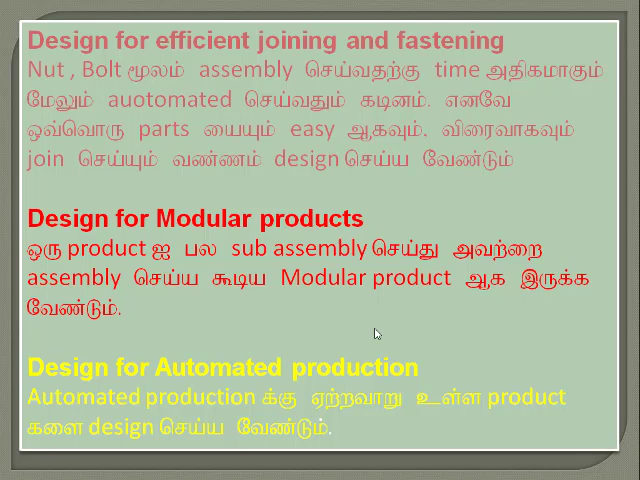 Design for efficient joining and fastening
Nut , Bolt மூலம் assembly செய்வதற்கு time அதிகமாகும்
மேலும் auotomated செய்வதும் கடினம். எனவே
ஒவ்வொரு parts யையும் easy ஆகவும். விரைவாகவும்
join செய்யும் வண்ணம் design செய்ய வேண்டும்
Design for Modular products
ஒரு product ஐ பல sub assembly செய்து அவற்றை
assembly செய்ய கூடிய Modular product ஆக இருக்க
வேண்டும்.
Design for Automated production
Automated production க்கு ஏற்றவாறு உள்ள product
களை design செய்ய வேண்டும்.